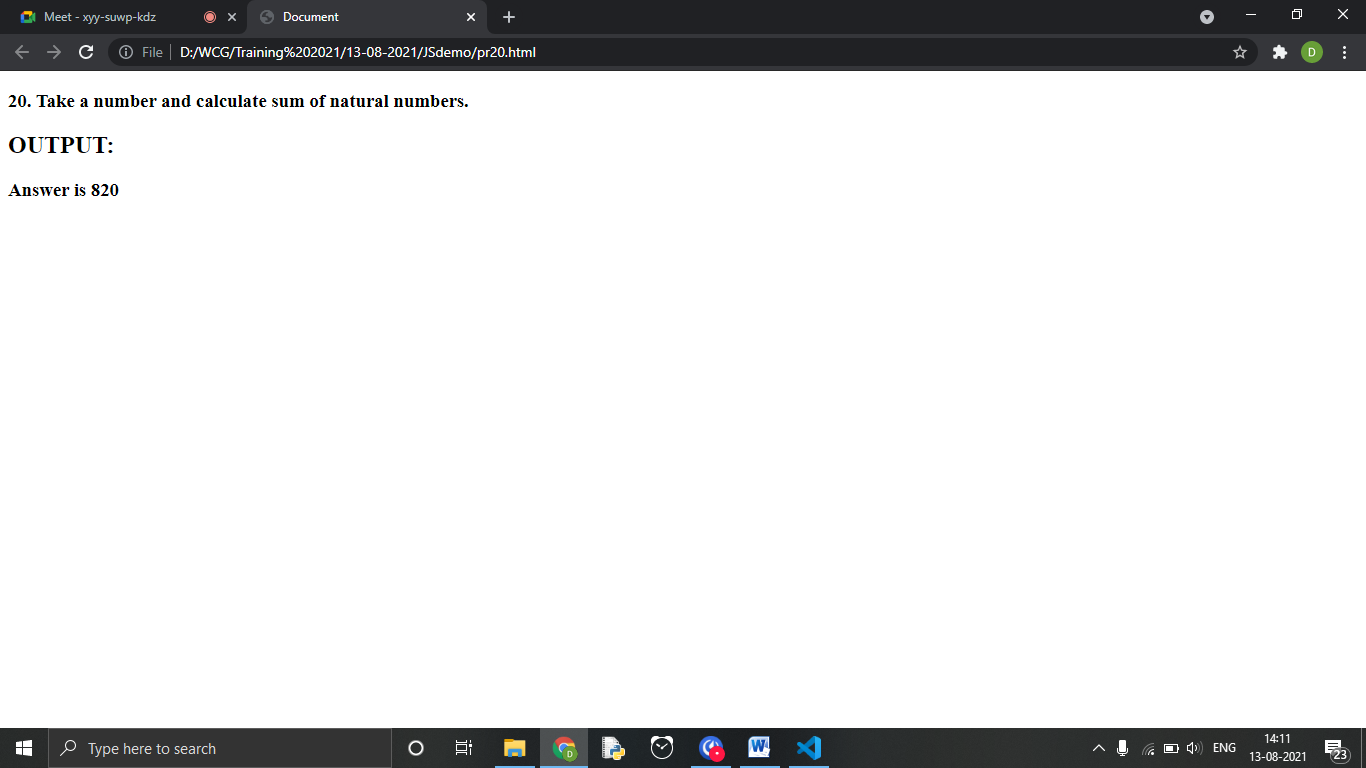 Meet - xyy-suwp-kdz
Document
File
D:/WCG/Training%202021/13-08-2021/JSdemo/pr20.html
D
20. Take a number and calculate sum of natural numbers.
OUTPUT:
Answer is 820
Type here to search
D
W
ENG
14:11
13-08-2021
23